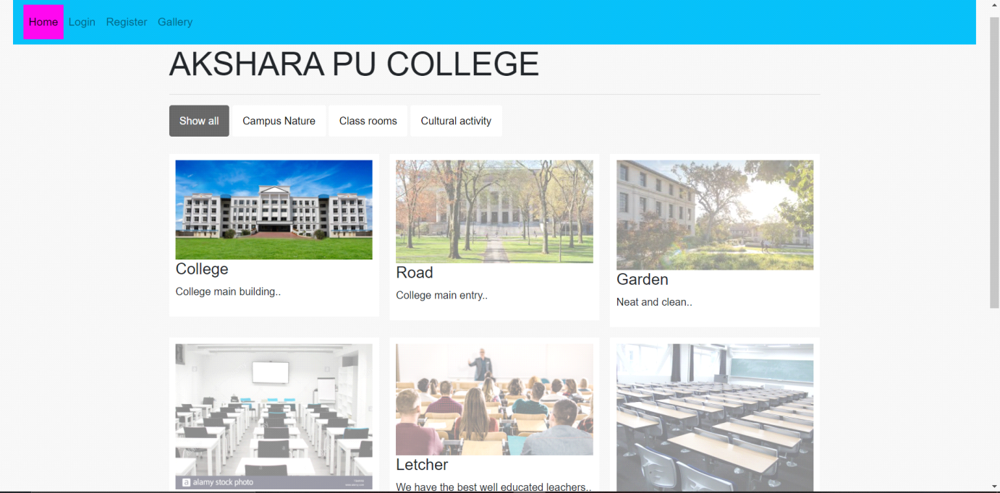 Home Login Register Gallery
AKSHARA PU COLLEGE
Show all Campus Nature Class rooms Cultural activity
College
College main building..
Road
College main entry..
Garden
Neat and clean..
a alamy stock photo
Letcher
We have the best well educated leachers..